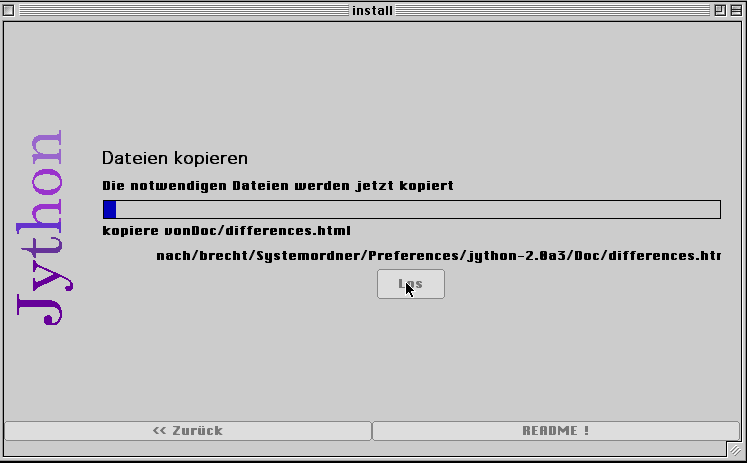 install
Jython
Dateien kopieren
Die notwendigen Dateien werden jetzt kopiert
kopiere vonDoc/differences.html
nach/brecht/Systemordner/Preferences/jython-2.0a3/Doc/differences.htr
Los
<< Zurück
README !